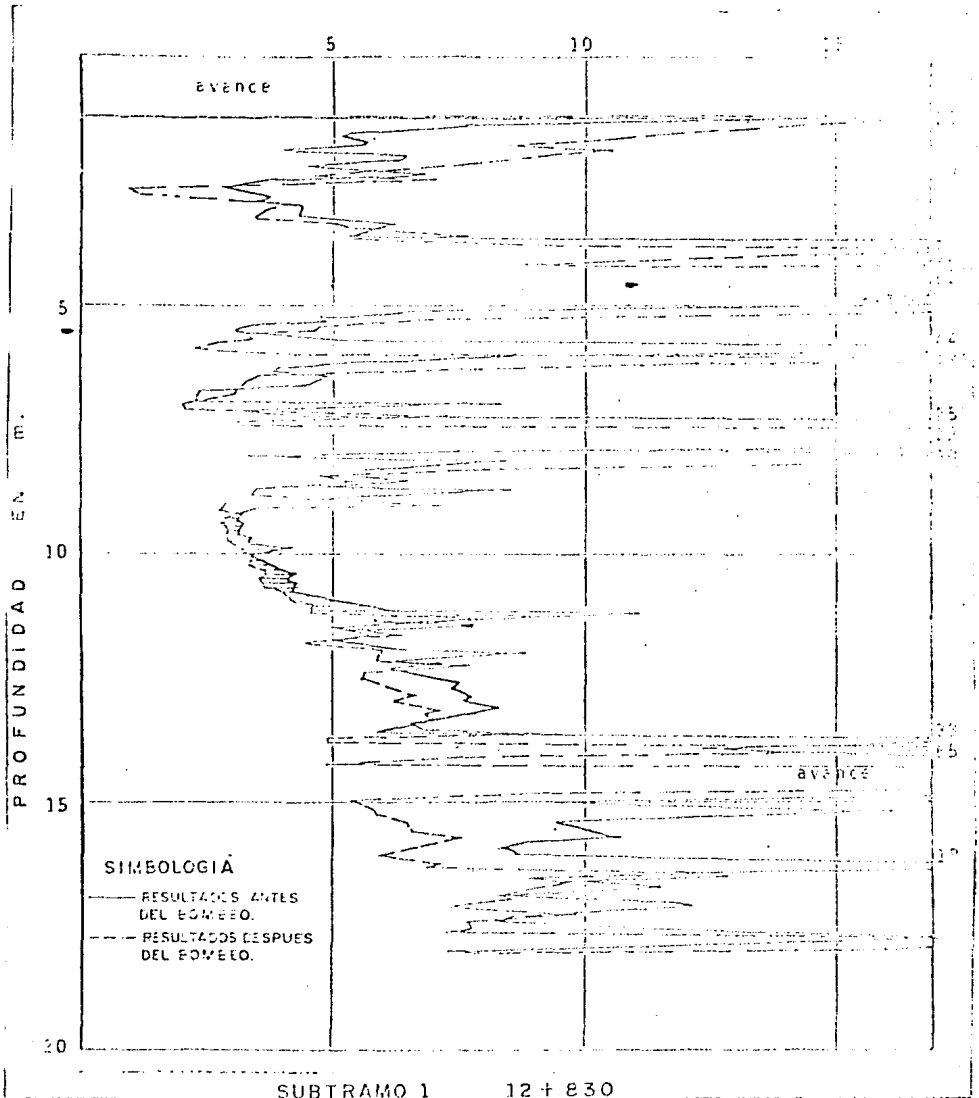 5 10 15
avance
5
10
15
20
PROFUNDIDAD EN m.
avance
SIMBOLOGIA
RESULTADOS ANTES
DEL BOMBEO.
RESULTADOS DESPUES
DEL BOMBEO.
SUBTRAMO 1 12+830